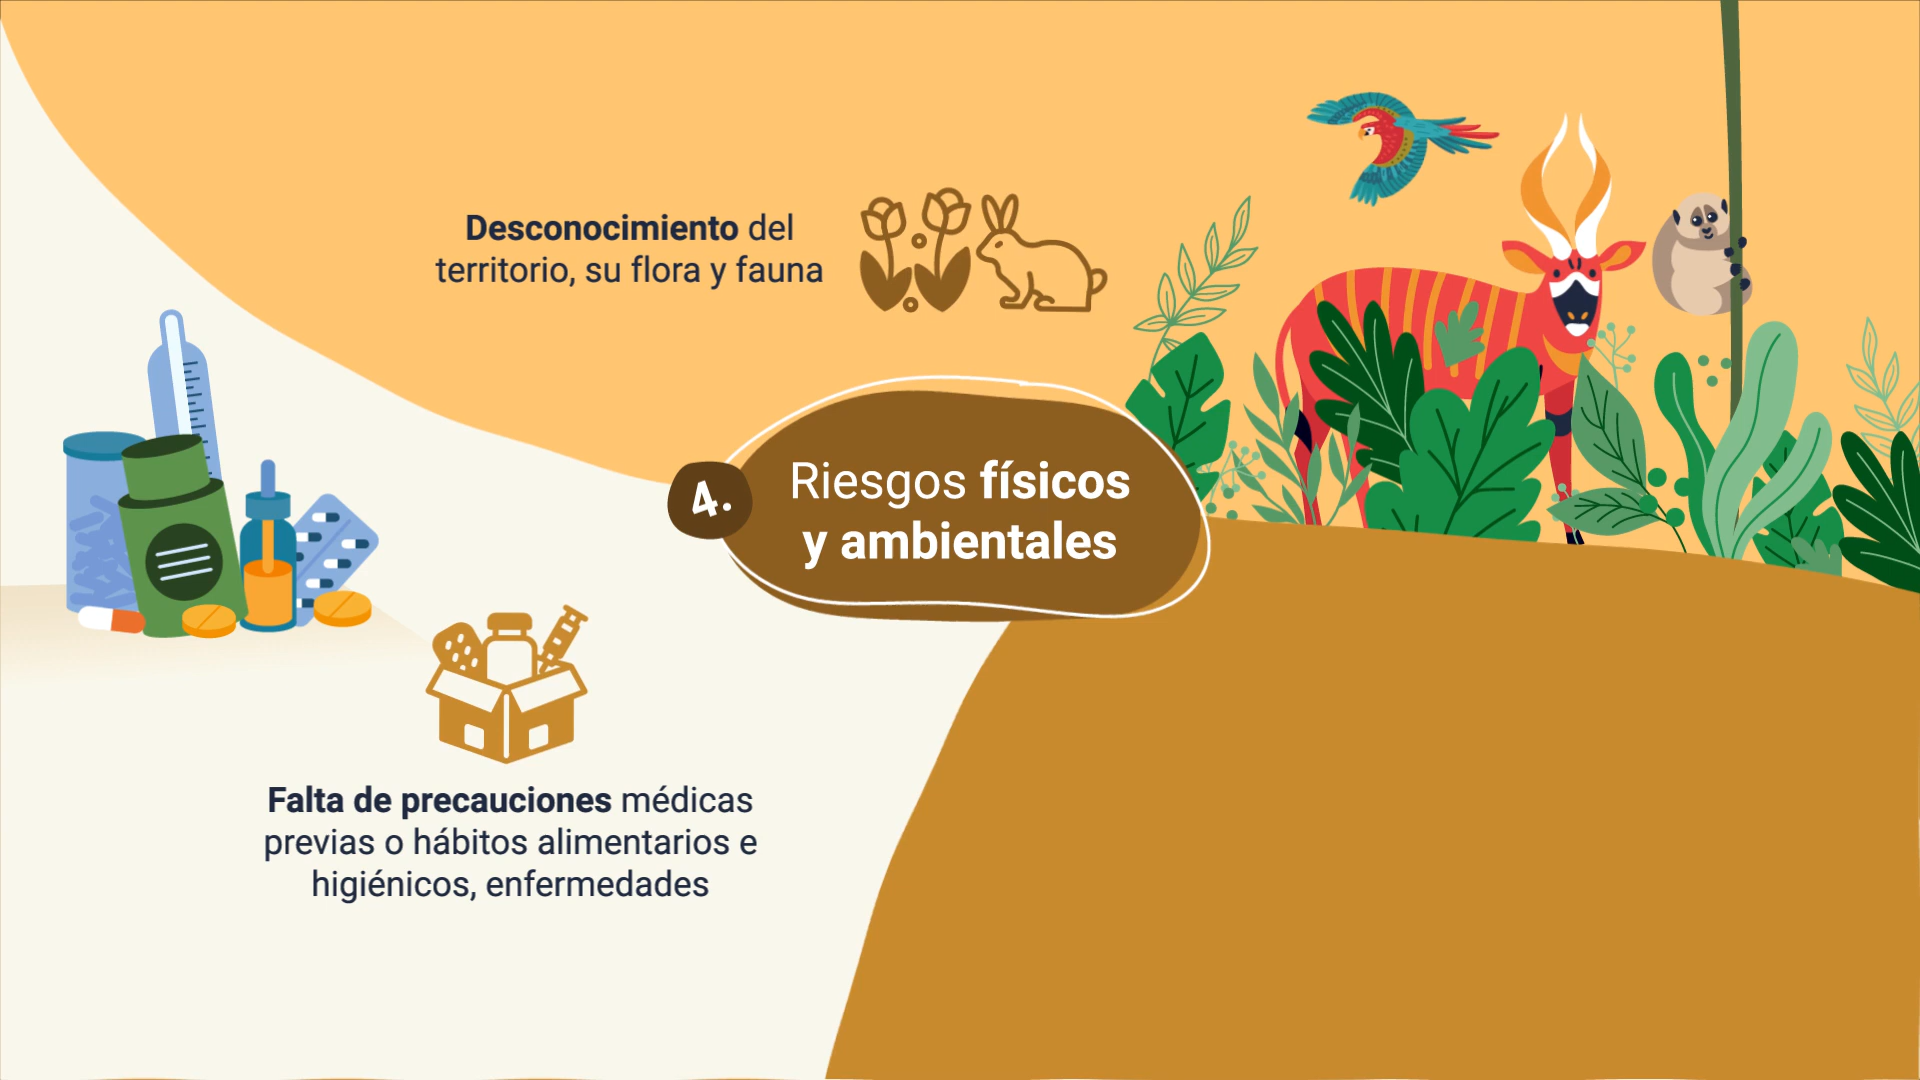 Desconocimiento del
territorio, su flora y fauna
4.
Riesgos físicos
y ambientales
Falta de precauciones médicas
previas o hábitos alimentarios e
higiénicos, enfermedades